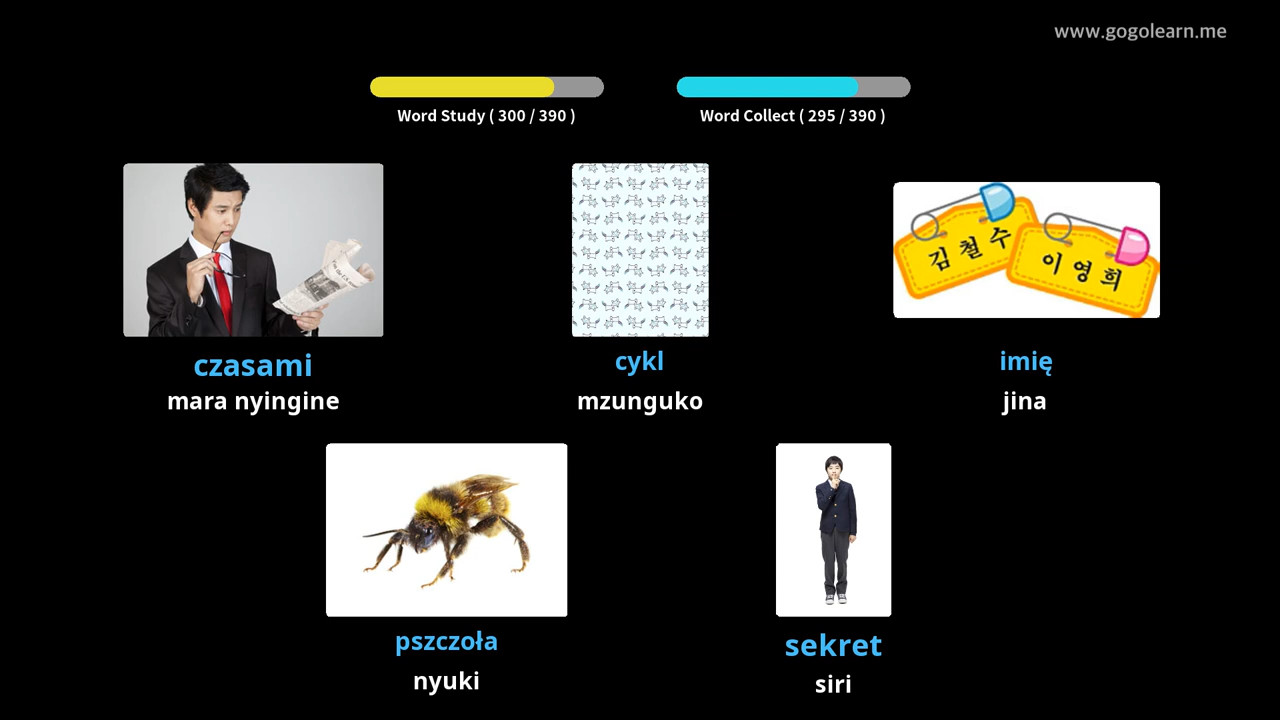 www.gogolearn.me
Word Study ( 300 / 390 )
Word Collect ( 295 / 390 )
김철수
이영희
czasami
mara nyingine
cykl
mzunguko
imię
jina
pszczoła
nyuki
sekret
siri